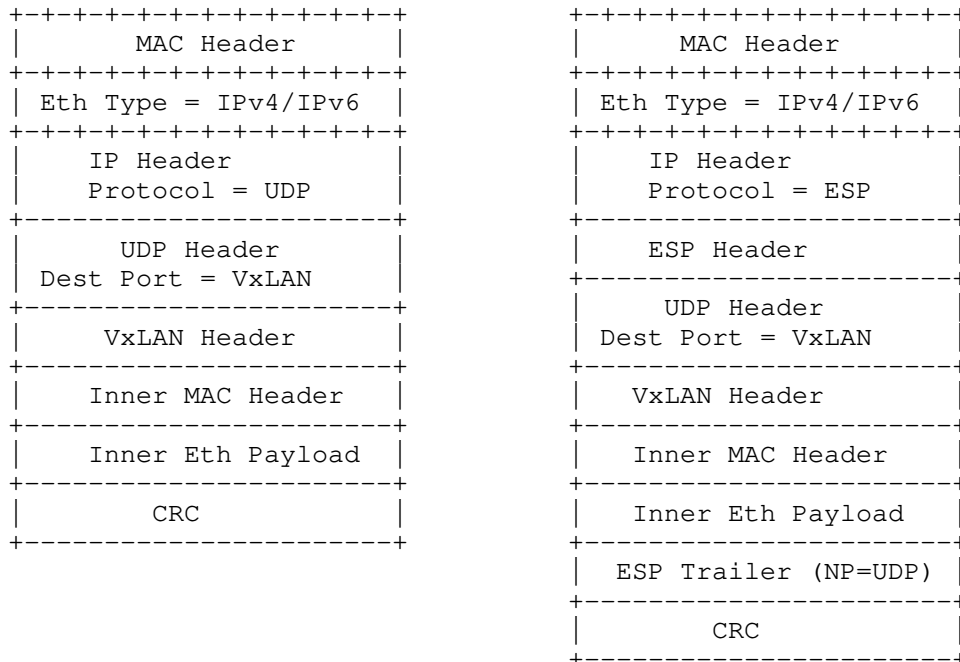 MAC Header
Eth Type = IPv4/IPv6
IP Header
Protocol = UDP
UDP Header
Dest Port = VxLAN
VxLAN Header
Inner MAC Header
Inner Eth Payload
CRC
MAC Header
Eth Type = IPv4/IPv6
IP Header
Protocol = ESP
ESP Header
UDP Header
Dest Port = VxLAN
VxLAN Header
Inner MAC Header
Inner Eth Payload
ESP Trailer (NP=UDP)
CRC